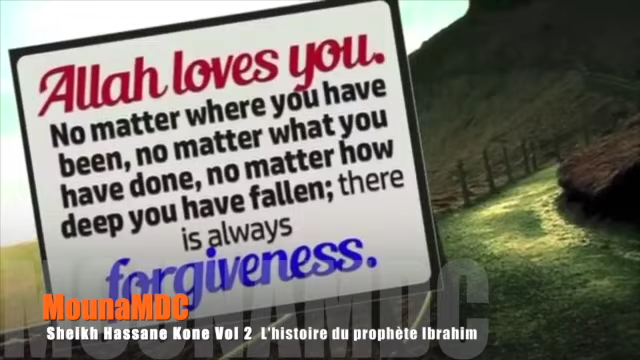 Allah loves you.
No matter where you have
been, no matter what you
have done, no matter how
deep you have fallen; there
is always
forgiveness.
MOUNAMDC
MounaMDC
Sheikh Hassane Kone Vol 2 L'histoire du prophète Ibrahim